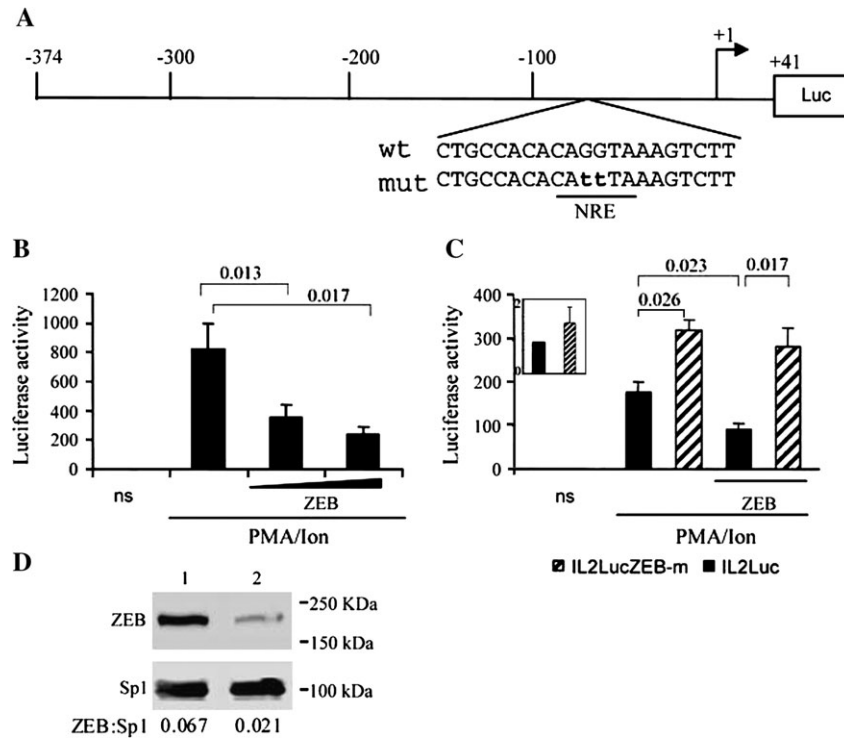 A
-374 -300 -200 -100 +1 +41
Luc
wt CTGCCACACAGGTAAAGTCTT
mut CTGCCACACAttTAAAGTCTT
NRE
B
Luciferase activity
1200
1000
800
600
400
200
0
0.013
0.017
ns
ZEB
PMA/Ion
C
Luciferase activity
400
300
200
100
0
2
0
0.023
0.017
0.026
ns
ZEB
PMA/Ion
IL2LucZEB-m IL2Luc
D
1 2
ZEB
-250 KDa
-150 kDa
Sp1
-100 kDa
ZEB:Sp1 0.067 0.021